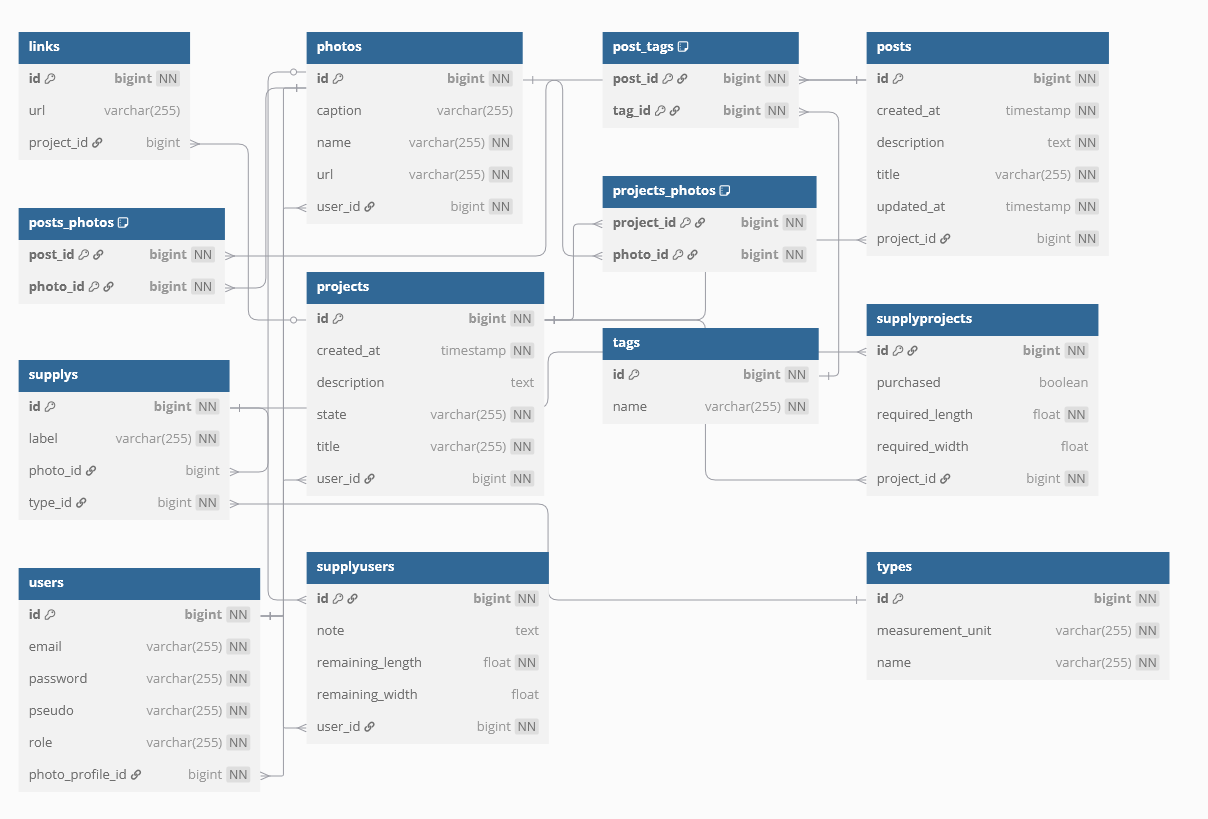 links
id bigint NN
url varchar(255)
project_id bigint
photos
id bigint NN
caption varchar(255)
name varchar(255) NN
url varchar(255) NN
user_id bigint NN
post_tags
post_id bigint NN
tag_id bigint NN
posts
id bigint NN
created_at timestamp NN
description text NN
title varchar(255) NN
updated_at timestamp NN
project_id bigint NN
posts_photos
post_id bigint NN
photo_id bigint NN
projects_photos
project_id bigint NN
photo_id bigint NN
projects
id bigint NN
created_at timestamp NN
description text
state varchar(255) NN
title varchar(255) NN
user_id bigint NN
tags
id bigint NN
name varchar(255) NN
supplyprojects
id bigint NN
purchased boolean
required_length float NN
required_width float
project_id bigint NN
supplys
id bigint NN
label varchar(255) NN
photo_id bigint
type_id bigint NN
users
id bigint NN
email varchar(255) NN
password varchar(255) NN
pseudo varchar(255) NN
role varchar(255) NN
photo_profile_id bigint NN
supplyusers
id bigint NN
note text
remaining_length float NN
remaining_width float
user_id bigint NN
types
id bigint NN
measurement_unit varchar(255) NN
name varchar(255) NN